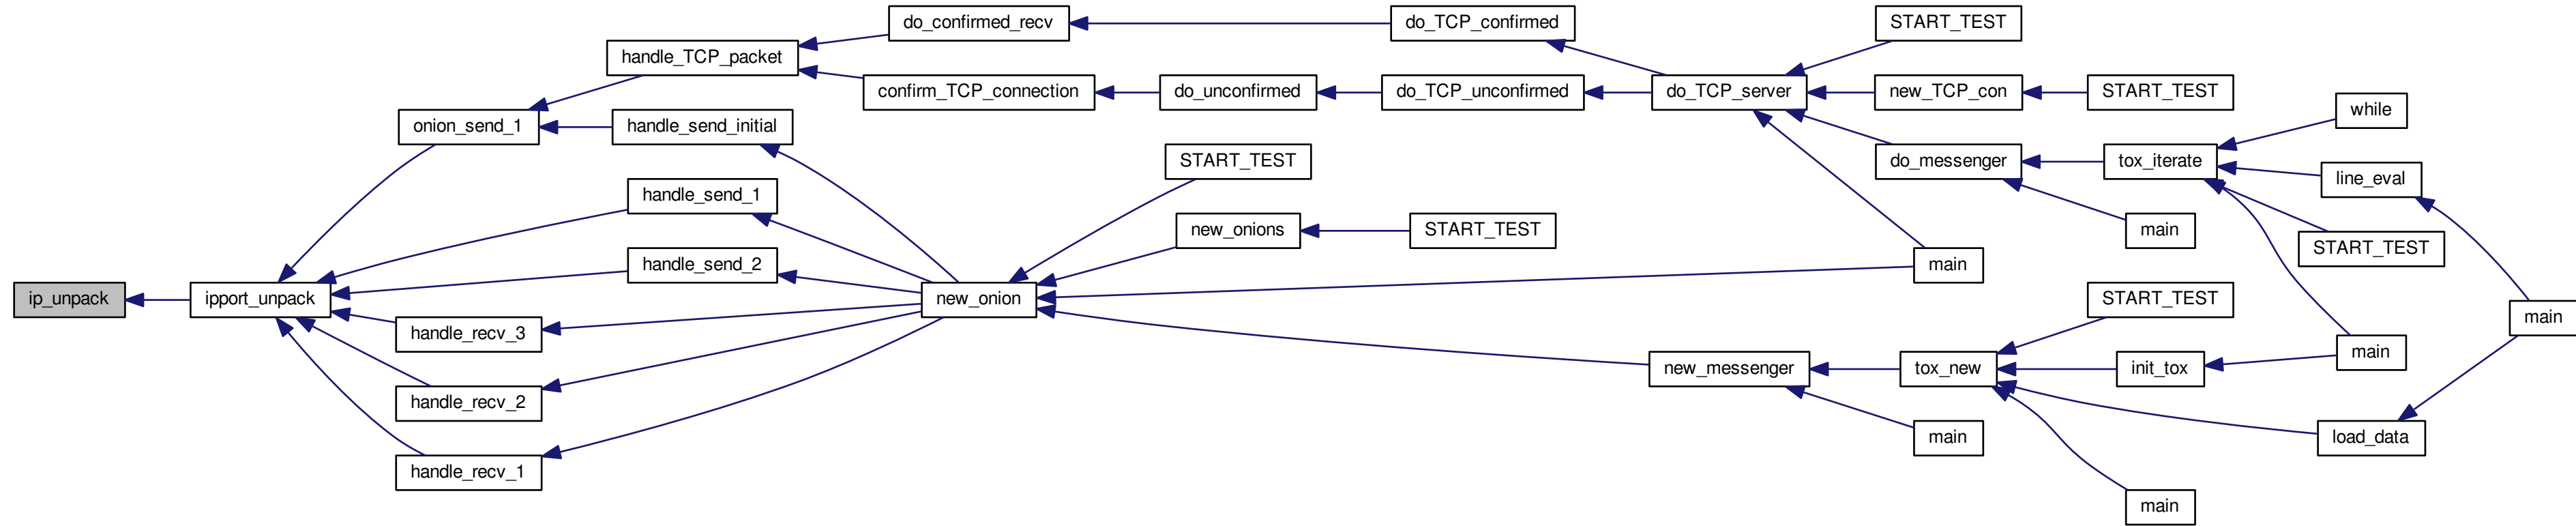 do_confirmed_recv
do_TCP_confirmed
START_TEST
handle_TCP_packet
confirm_TCP_connection
do_unconfirmed
do_TCP_unconfirmed
do_TCP_server
new_TCP_con
START_TEST
while
onion_send_1
handle_send_initial
START_TEST
do_messenger
tox_iterate
line_eval
handle_send_1
new_onions
START_TEST
main
START_TEST
handle_send_2
main
ip_unpack
ipport_unpack
new_onion
START_TEST
main
handle_recv_3
main
new_messenger
tox_new
init_tox
handle_recv_2
main
load_data
handle_recv_1
main